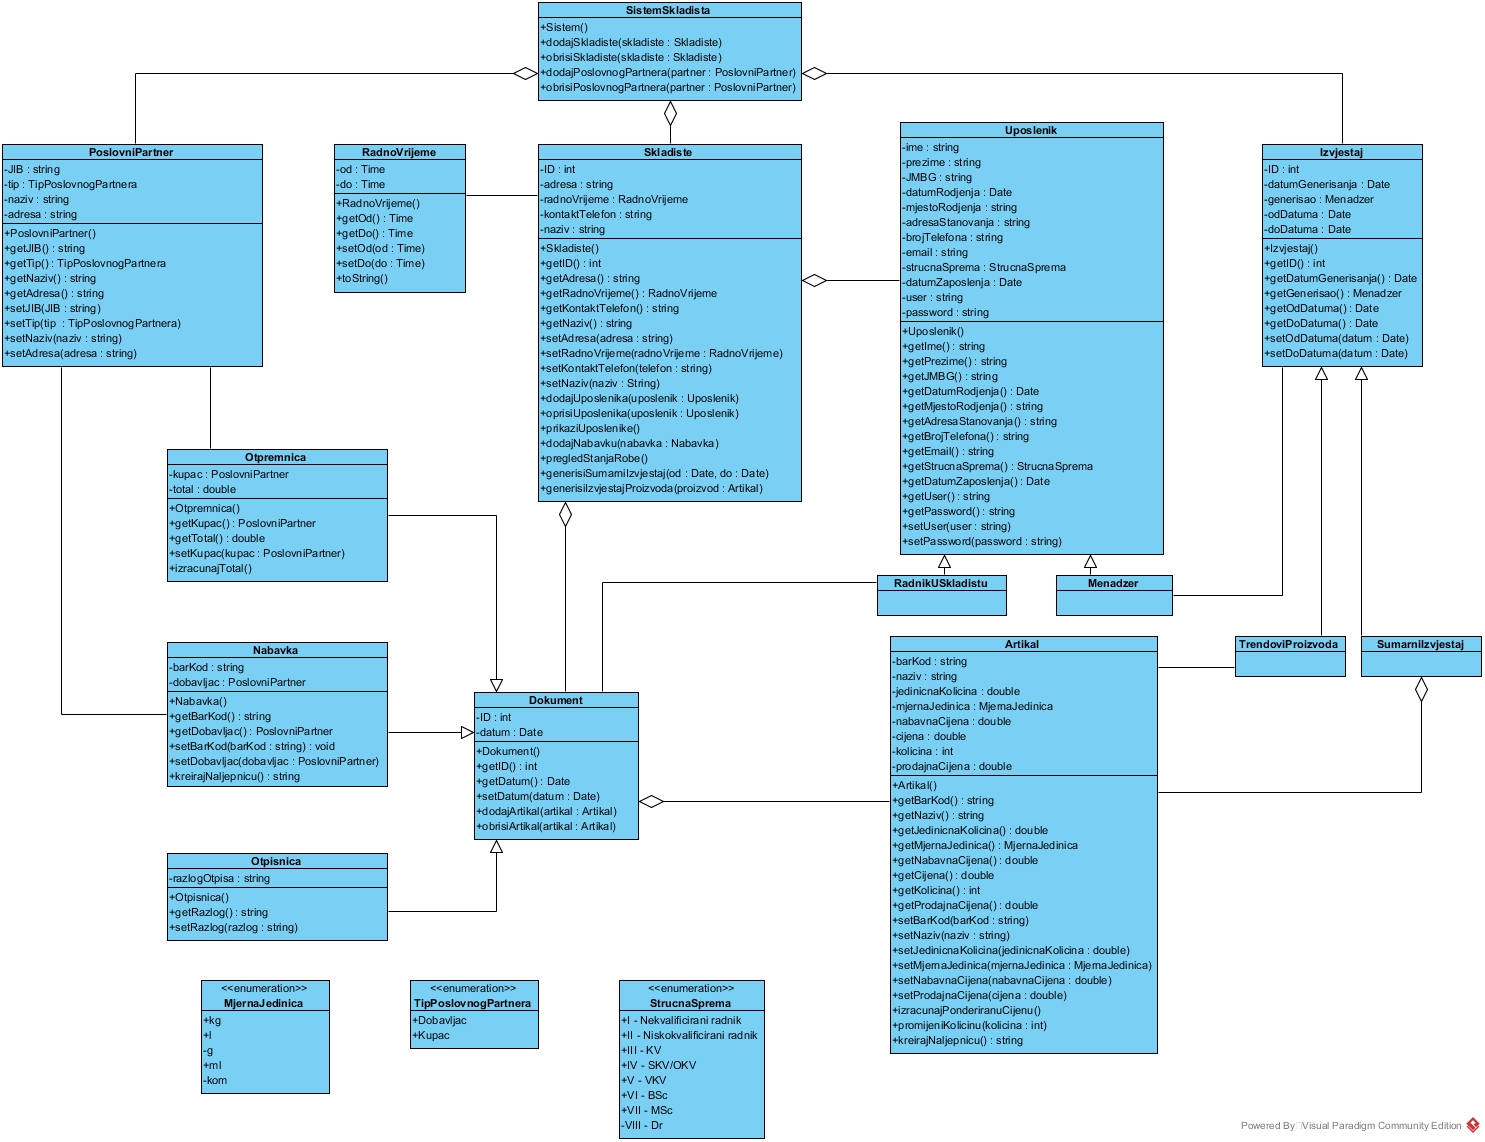 SistemSkladista
+Sistem()
+dodajSkladiste(skladiste : Skladiste)
+obrisiSkladiste(skladiste : Skladiste)
+dodajPoslovnogPartnera(partner : PoslovniPartner)
+obrisiPoslovnogPartnera(partner : PoslovniPartner)
PoslovniPartner
-JIB : string
-tip : TipPoslovnogPartnera
-naziv : string
-adresa : string
+PoslovniPartner()
+getJIB() : string
+getTip() : TipPoslovnogPartnera
+getNaziv() : string
+getAdresa() : string
+setJIB(JIB : string)
+setTip(tip : TipPoslovnogPartnera)
+setNaziv(naziv : string)
+setAdresa(adresa : string)
RadnoVrijeme
-od : Time
-do : Time
+RadnoVrijeme()
+getOd() : Time
+getDo() : Time
+setOd(od : Time)
+setDo(do : Time)
+toString()
Skladiste
-ID : int
-adresa : string
-radnoVrijeme : RadnoVrijeme
-kontaktTelefon : string
-naziv : string
+Skladiste()
+getID() : int
+getAdresa() : string
+getRadnoVrijeme() : RadnoVrijeme
+getKontaktTelefon() : string
+getNaziv() : string
+setAdresa(adresa : string)
+setRadnoVrijeme(radnoVrijeme : RadnoVrijeme)
+setKontaktTelefon(telefon : string)
+setNaziv(naziv : String)
+dodajUposlenika(uposlenik : Uposlenik)
+oprisiUposlenika(uposlenik : Uposlenik)
+prikaziUposlenike()
+dodajNabavku(nabavka : Nabavka)
+pregledStanjaRobe()
+generisiSumarniIzvjestaj(od : Date, do : Date)
+generisiIzvjestajProizvoda(proizvod : Artikal)
Uposlenik
-ime : string
-prezime : string
-JMBG : string
-datumRodjenja : Date
-mjestoRodjenja : string
-adresaStanovanja : string
-brojTelefona : string
-email : string
-strucnaSprema : StrucnaSprema
-datumZaposlenja : Date
-user : string
-password : string
+Uposlenik()
+getIme() : string
+getPrezime() : string
+getJMBG() : string
+getDatumRodjenja() : Date
+getMjestoRodjenja() : string
+getAdresaStanovanja() : string
+getBrojTelefona() : string
+getEmail() : string
+getStrucnaSprema() : StrucnaSprema
+getDatumZaposlenja() : Date
+getUser() : string
+getPassword() : string
+setUser(user : string)
+setPassword(password : string)
Izvjestaj
-ID : int
-datumGenerisanja : Date
-generisao : Menadzer
-odDatuma : Date
-doDatuma : Date
+Izvjestaj()
+getID() : int
+getDatumGenerisanja() : Date
+getGenerisao() : Menadzer
+getOdDatuma() : Date
+getDoDatuma() : Date
+setOdDatuma(datum : Date)
+setDoDatuma(datum : Date)
Otpremnica
-kupac : PoslovniPartner
-total : double
+Otpremnica()
+getKupac() : PoslovniPartner
+getTotal() : double
+setKupac(kupac : PoslovniPartner)
+izracunajTotal()
RadnikUSkladistu
Menadzer
Nabavka
-barKod : string
-dobavljac : PoslovniPartner
+Nabavka()
+getBarKod() : string
+getDobavljac() : PoslovniPartner
+setBarKod(barKod : string) : void
+setDobavljac(dobavljac : PoslovniPartner)
+kreirajNaljepnicu() : string
Dokument
-ID : int
-datum : Date
+Dokument()
+getID() : int
+getDatum() : Date
+setDatum(datum : Date)
+dodajArtikal(artikal : Artikal)
+obrisiArtikal(artikal : Artikal)
Artikal
-barKod : string
-naziv : string
-jedinicnaKolicina : double
-mjernaJedinica : MjernaJedinica
-nabavnaCijena : double
-cijena : double
-kolicina : int
-prodajnaCijena : double
+Artikal()
+getBarKod() : string
+getNaziv() : string
+getJedinicnaKolicina() : double
+getMjernaJedinica() : MjernaJedinica
+getNabavnaCijena() : double
+getCijena() : double
+getKolicina() : int
+getProdajnaCijena() : double
+setBarKod(barKod : string)
+setNaziv(naziv : string)
+setJedinicnaKolicina(jedinicnaKolicina : double)
+setMjernaJedinica(mjernaJedinica : MjernaJedinica)
+setNabavnaCijena(nabavnaCijena : double)
+setProdajnaCijena(cijena : double)
+izracunajPonderiranuCijenu()
+promijeniKolicinu(kolicina : int)
+kreirajNaljepnicu() : string
TrendoviProizvoda
SumarniIzvjestaj
Otpisnica
-razlogOtpisa : string
+Otpisnica()
+getRazlog() : string
+setRazlog(razlog : string)
<<enumeration>>
MjernaJedinica
+kg
+l
-g
+ml
-kom
<<enumeration>>
TipPoslovnogPartnera
+Dobavljac
+Kupac
<<enumeration>>
StrucnaSprema
+I - Nekvalificirani radnik
+II - Niskokvalificirani radnik
+III - KV
+IV - SKV/OKV
+V - VKV
+VI - BSc
+VII - MSc
-VIII - Dr
Powered By Visual Paradigm Community Edition